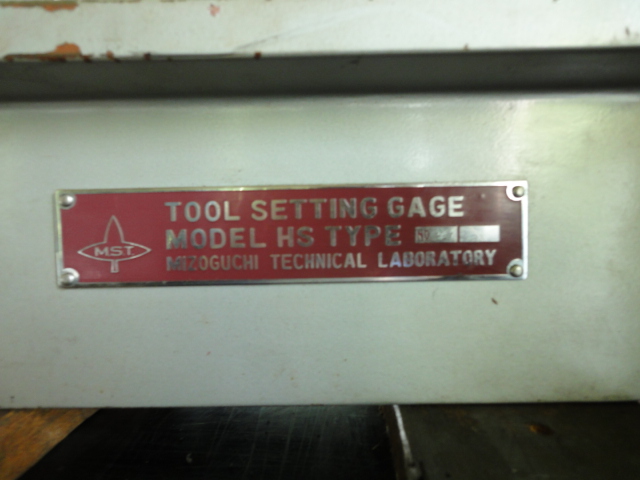 MST
TOOL SETTING GAGE
MODEL HS TYPE
MIZOGUCHI TECHNICAL LABORATORY